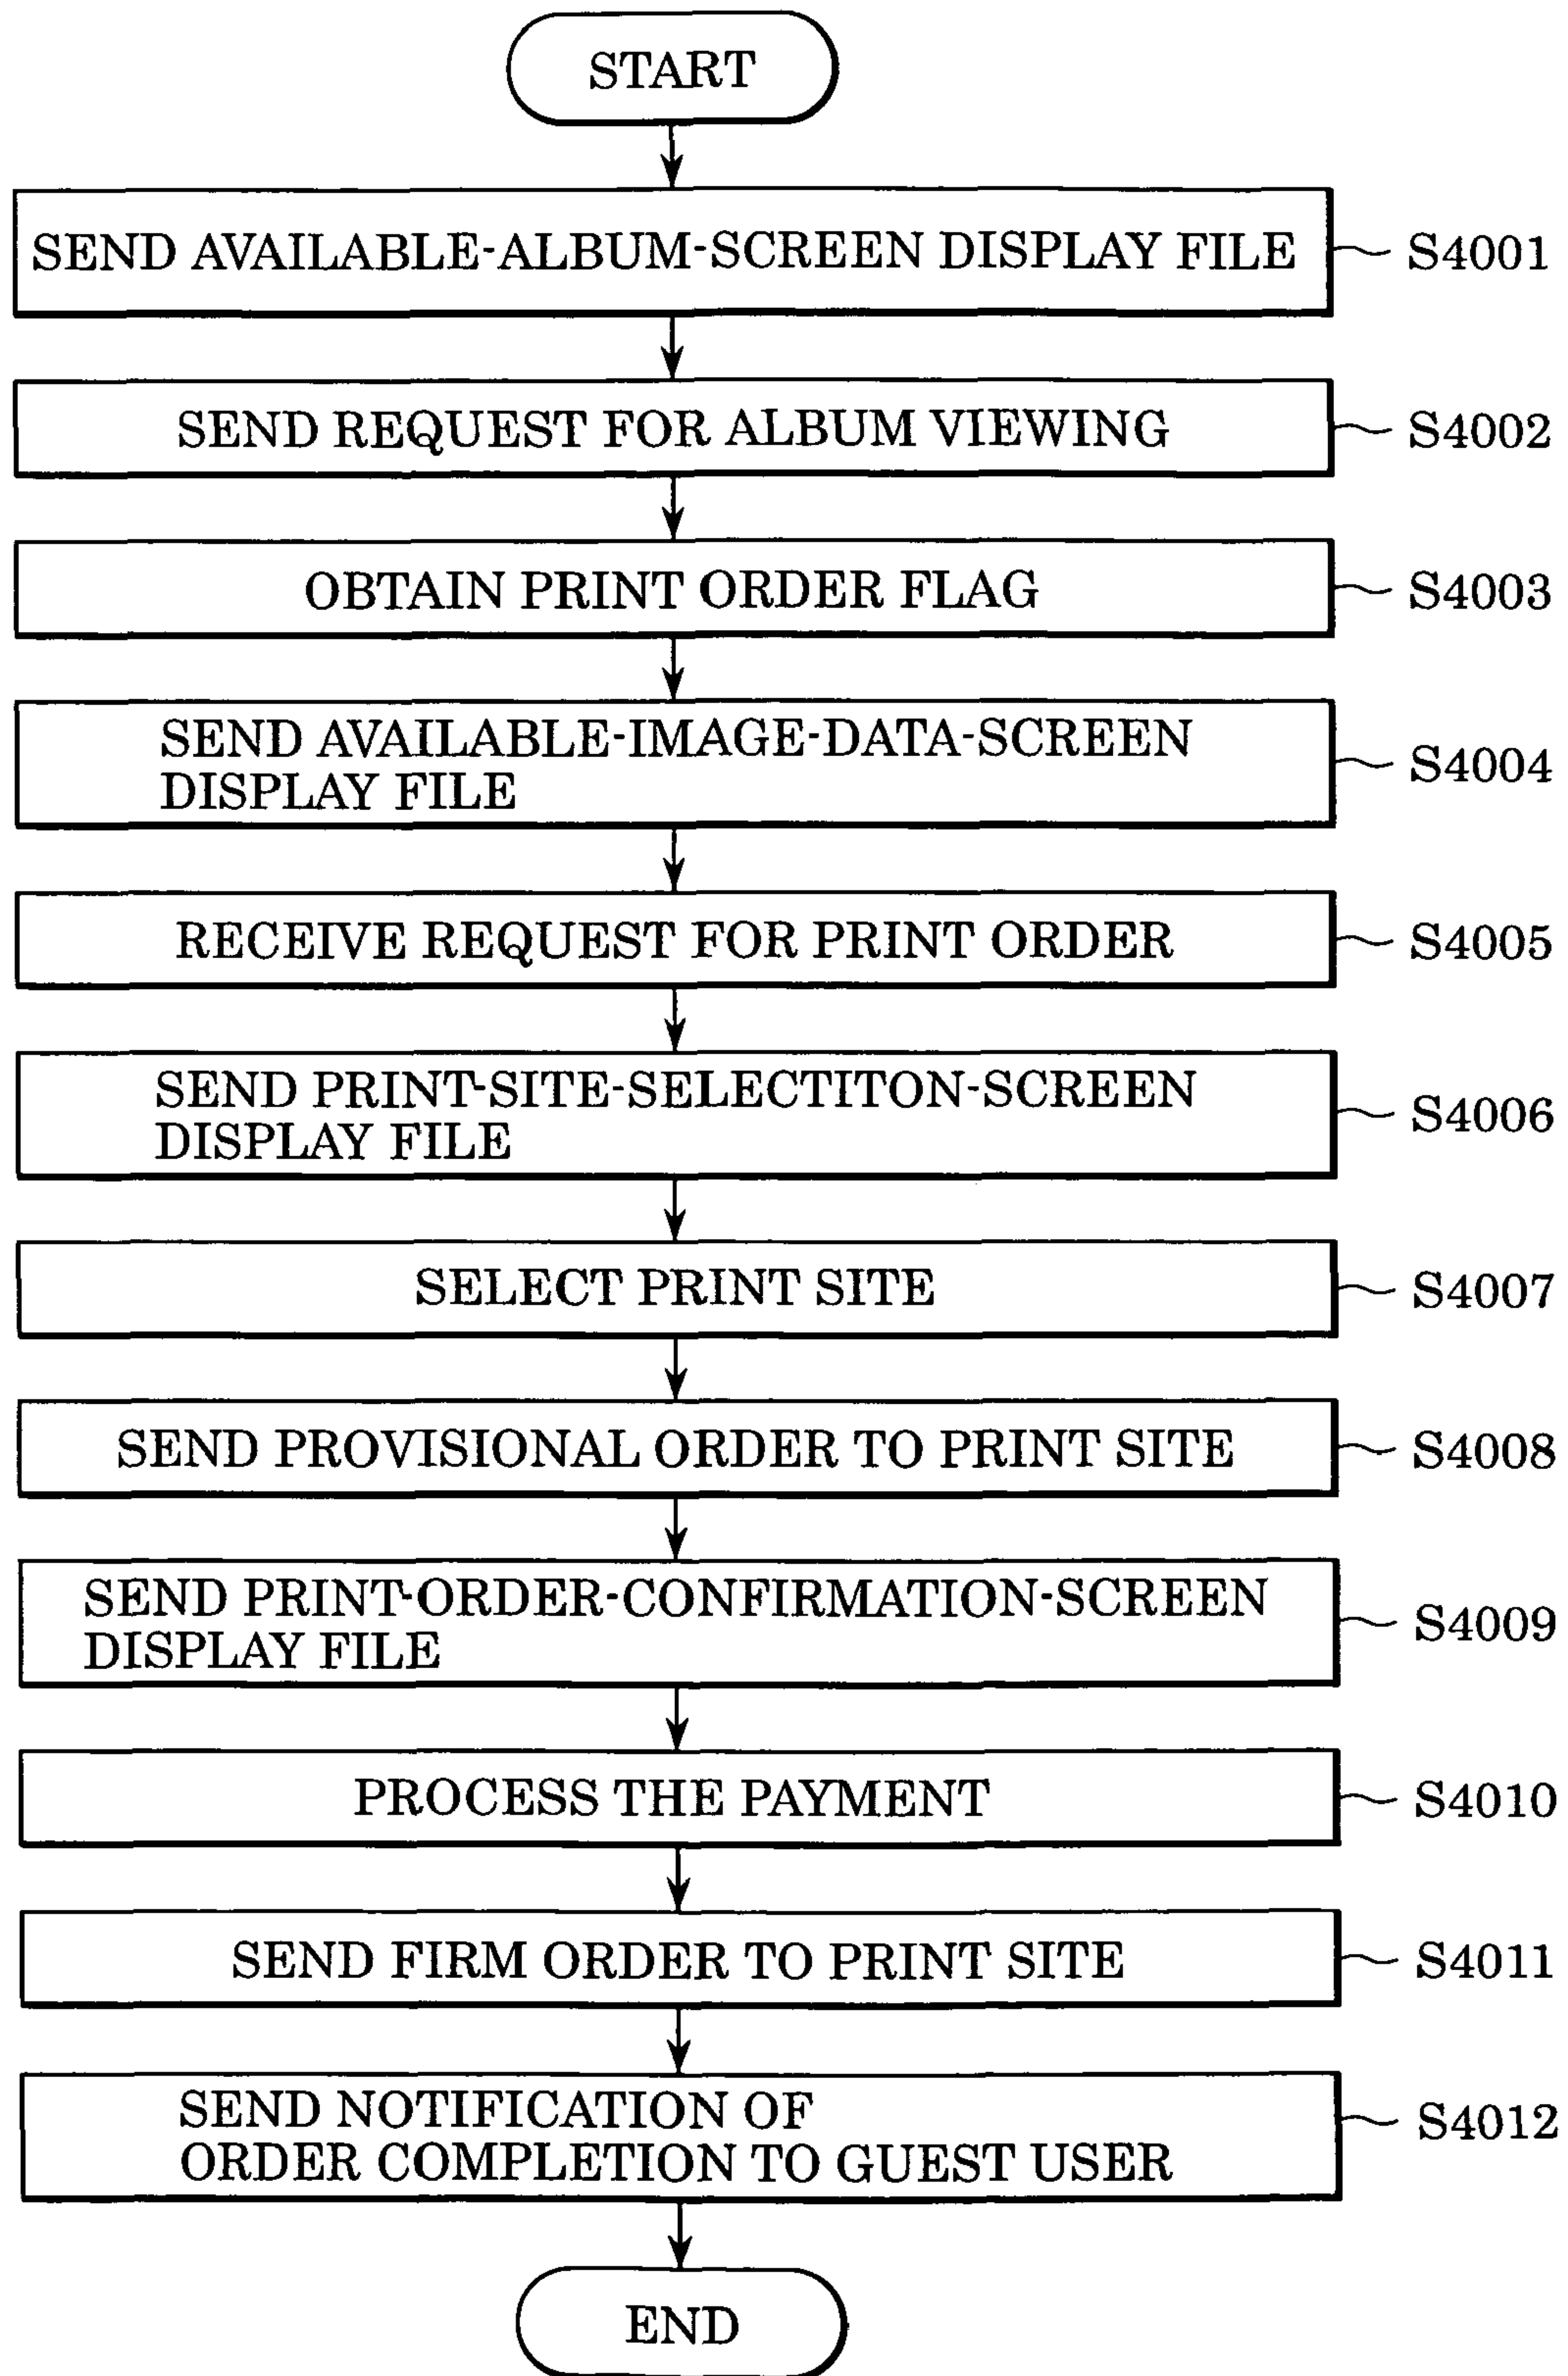 START
SEND AVAILABLE-ALBUM-SCREEN DISPLAY FILE
S4001
SEND REQUEST FOR ALBUM VIEWING
S4002
OBTAIN PRINT ORDER FLAG
S4003
SEND AVAILABLE-IMAGE-DATA-SCREEN
DISPLAY FILE
S4004
RECEIVE REQUEST FOR PRINT ORDER
S4005
SEND PRINT-SITE-SELECTITON-SCREEN
DISPLAY FILE
S4006
SELECT PRINT SITE
S4007
SEND PROVISIONAL ORDER TO PRINT SITE
S4008
SEND PRINT-ORDER-CONFIRMATION-SCREEN
DISPLAY FILE
S4009
PROCESS THE PAYMENT
S4010
SEND FIRM ORDER TO PRINT SITE
S4011
SEND NOTIFICATION OF
ORDER COMPLETION TO GUEST USER
S4012
END